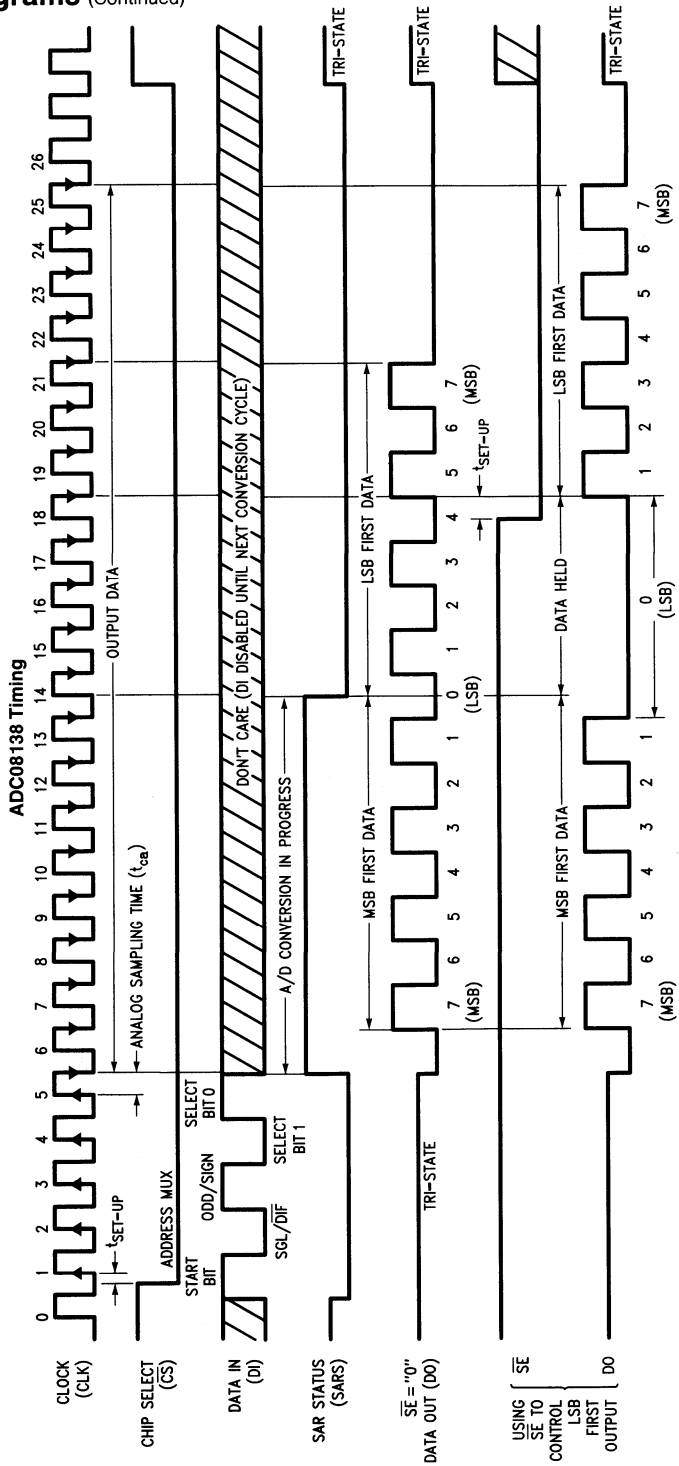 grams (Continued)
ADC08138 Timing
0 1 2 3 4 5 6 7 8 9 10 11 12 13 14 15 16 17 18 19 20 21 22 23 24 25 26
CLOCK
(CLK)
tSET-UP
ANALOG SAMPLING TIME (tca)
OUTPUT DATA
CHIP SELECT (CS)
ADDRESS MUX
START
BIT
ODD/SIGN
SELECT
BIT 0
DATA IN
(DI)
SGL/DIF
SELECT
BIT 1
DON'T CARE (DI DISABLED UNTIL NEXT CONVERSION CYCLE)
A/D CONVERSION IN PROGRESS
SAR STATUS
(SARS)
TRI-STATE
MSB FIRST DATA
LSB FIRST DATA
SE = "0"
DATA OUT (DO)
TRI-STATE
TRI-STATE
7 6 5 4 3 2 1 0 1 2 3 4 5 6 7
(MSB)
(LSB)
(MSB)
tSET-UP
USING
SE TO
CONTROL
LSB
FIRST
OUTPUT
SE
MSB FIRST DATA
DATA HELD
LSB FIRST DATA
DO
TRI-STATE
7 6 5 4 3 2 1 0 1 2 3 4 5 6 7
(MSB)
(LSB)
(MSB)